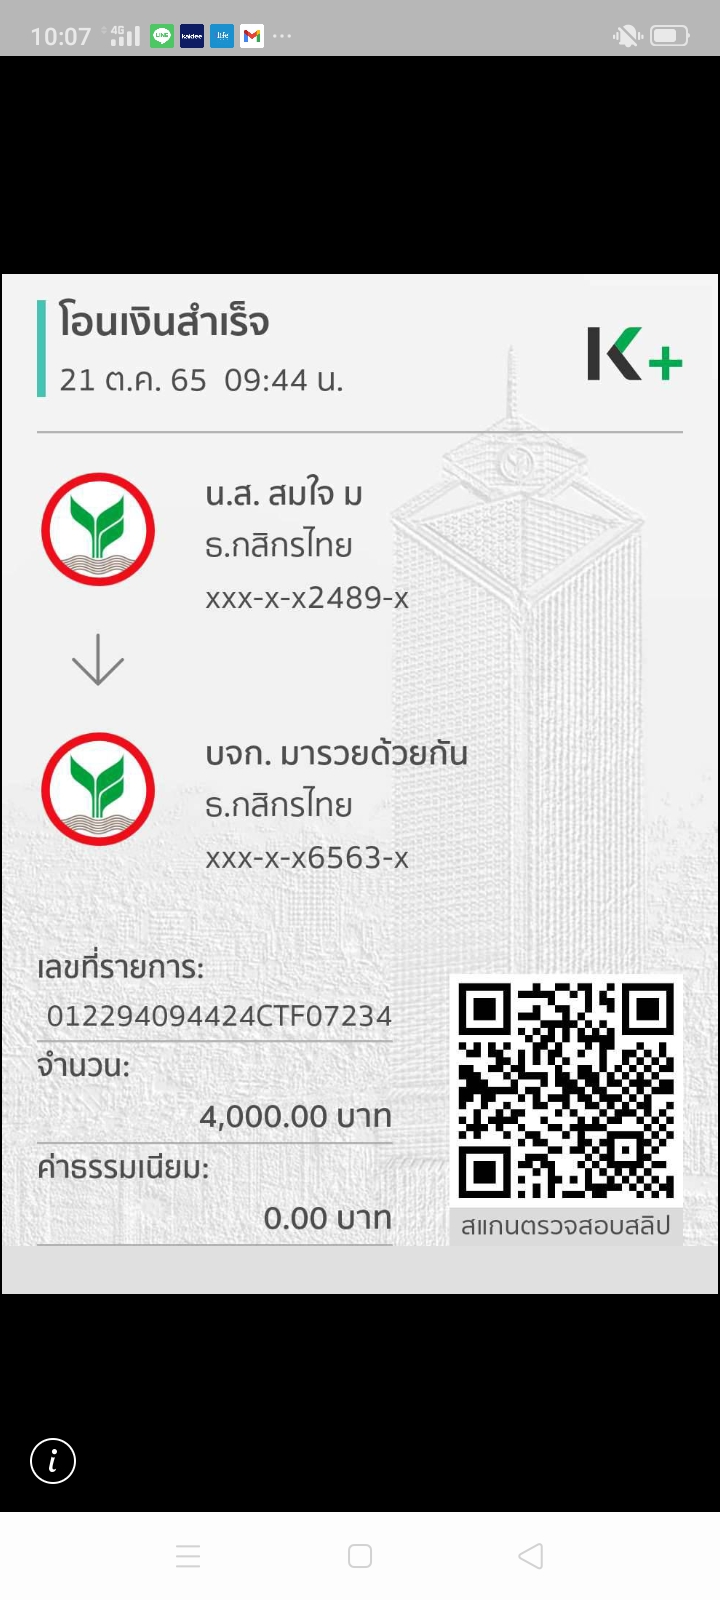 10:07
4G
LINE
kaidee
life
โอนเงินสำเร็จ
21 ต.ค. 65 09:44 น.
K+
น.ส. สมใจ ม
ธ.กสิกรไทย
xxx-x-x2489-x
บจก. มารวยด้วยกัน
ธ.กสิกรไทย
xxx-x-x6563-x
เลขที่รายการ:
012294094424CTF07234
จำนวน:
4,000.00 บาท
ค่าธรรมเนียม:
0.00 บาท
สแกนตรวจสอบสลิป
i